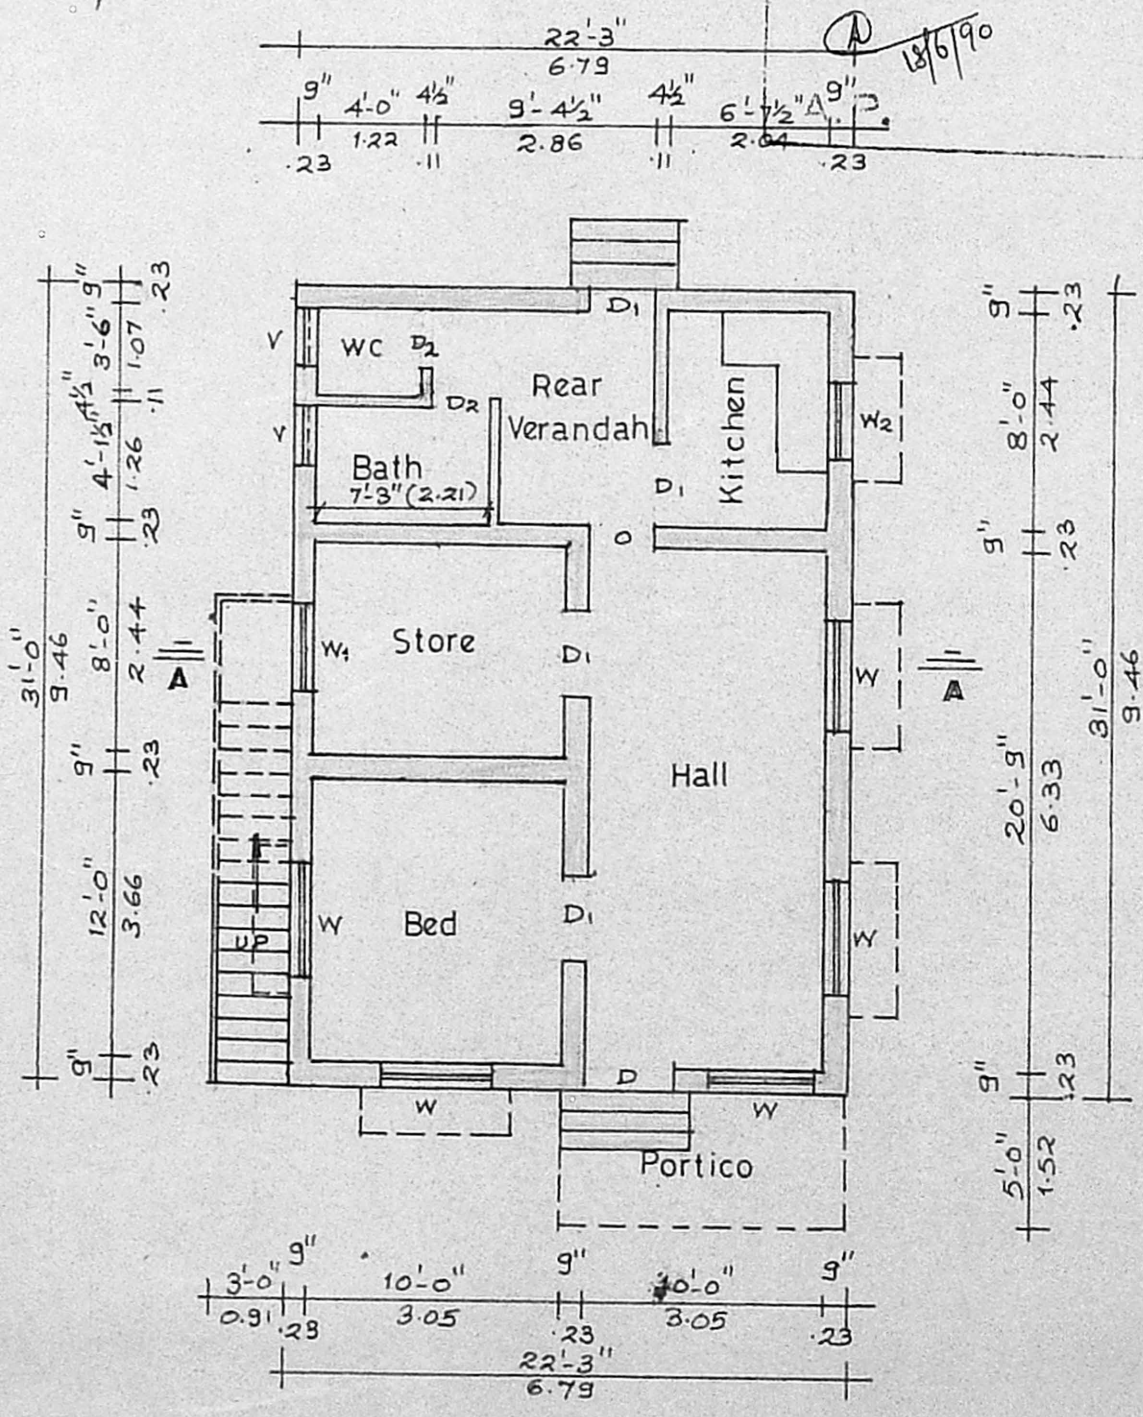 22'-3"
6.79
A
18/6/90
9" 4'-0" 4½" 9'-4½" 4½" 6'-7½" 9"
.23 1.22 .11 2.86 .11 2.04 .23
9" .23
3'-6" 1.07
4½" .11
4'-1½" 1.26
9" .23
8'-0" 2.44
9" .23
12'-0" 3.66
9" .23
31'-0"
9.46
D1
V WC D2
Rear
Verandah
D2
V
Bath
7'-3" (2.21)
Kitchen
W2
D1
O
W1 Store D1
W
A
A
Hall
Bed
D1
W
W
UP
D
W
W
Portico
9" .23
8'-0" 2.44
9" .23
20'-9" 6.33
9" .23
5'-0" 1.52
31'-0"
9.46
3'-0" 9" 10'-0" 9" 10'-0" 9"
0.91 .23 3.05 .23 3.05 .23
22'-3"
6.79